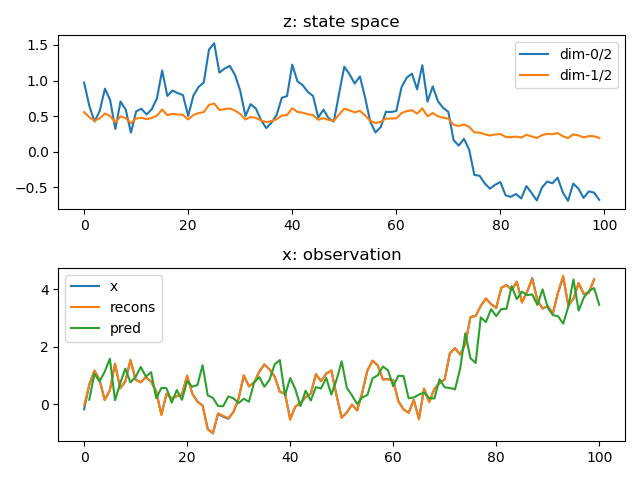 z: state space
1.5
1.0
0.5
0.0
−0.5
dim-0/2
dim-1/2
0 20 40 60 80 100
x: observation
4
2
0
x
recons
pred
0 20 40 60 80 100